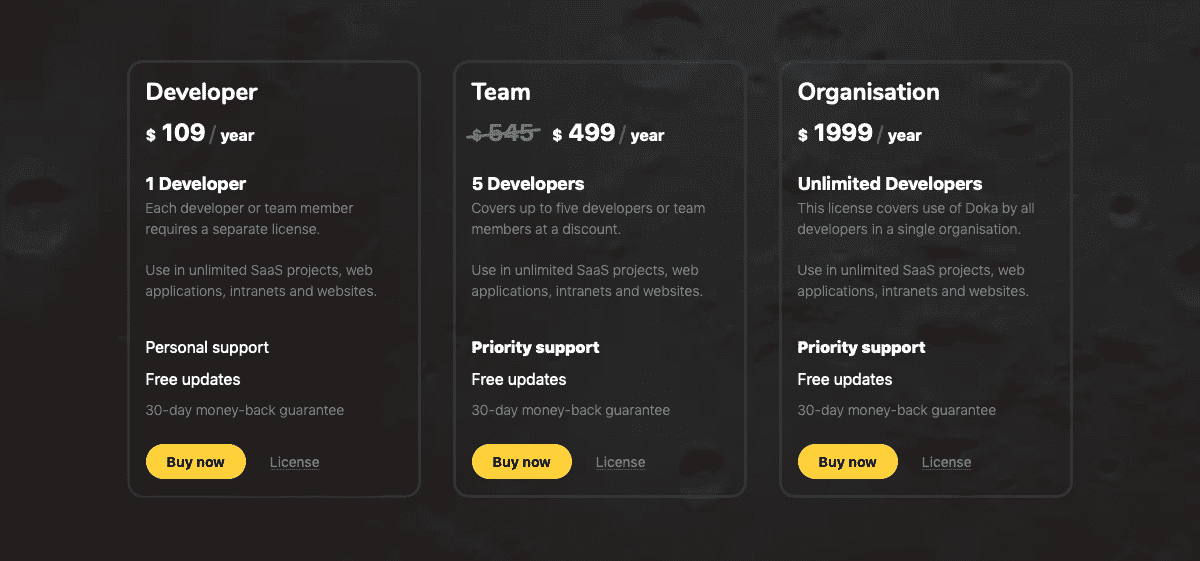 Developer
$ 109 / year
1 Developer
Each developer or team member
requires a separate license.
Use in unlimited SaaS projects, web
applications, intranets and websites.
Personal support
Free updates
30-day money-back guarantee
Buy now License
Team
$ 545 $ 499 / year
5 Developers
Covers up to five developers or team
members at a discount.
Use in unlimited SaaS projects, web
applications, intranets and websites.
Priority support
Free updates
30-day money-back guarantee
Buy now License
Organisation
$ 1999 / year
Unlimited Developers
This license covers use of Doka by all
developers in a single organisation.
Use in unlimited SaaS projects, web
applications, intranets and websites.
Priority support
Free updates
30-day money-back guarantee
Buy now License